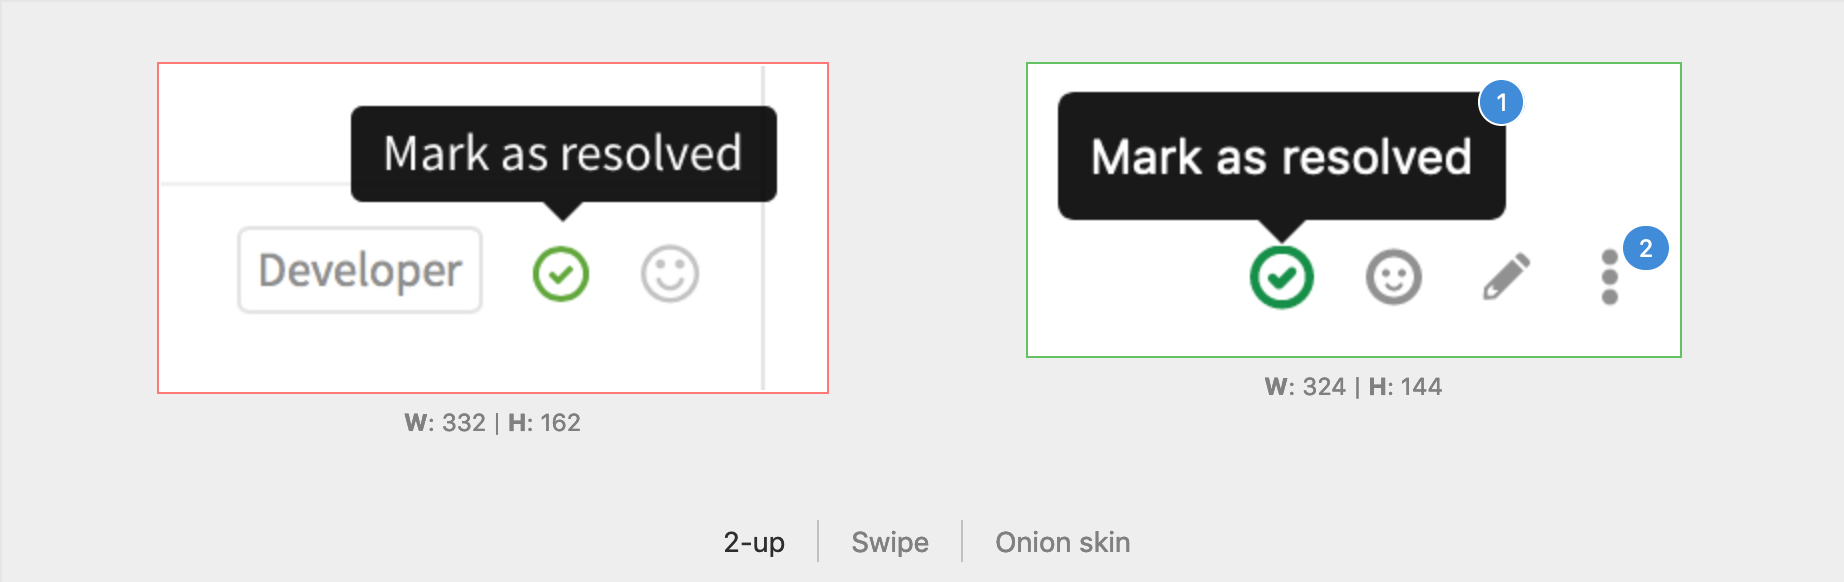 Mark as resolved
Developer
W: 332 | H: 162
Mark as resolved
1
2
W: 324 | H: 144
2-up
Swipe
Onion skin